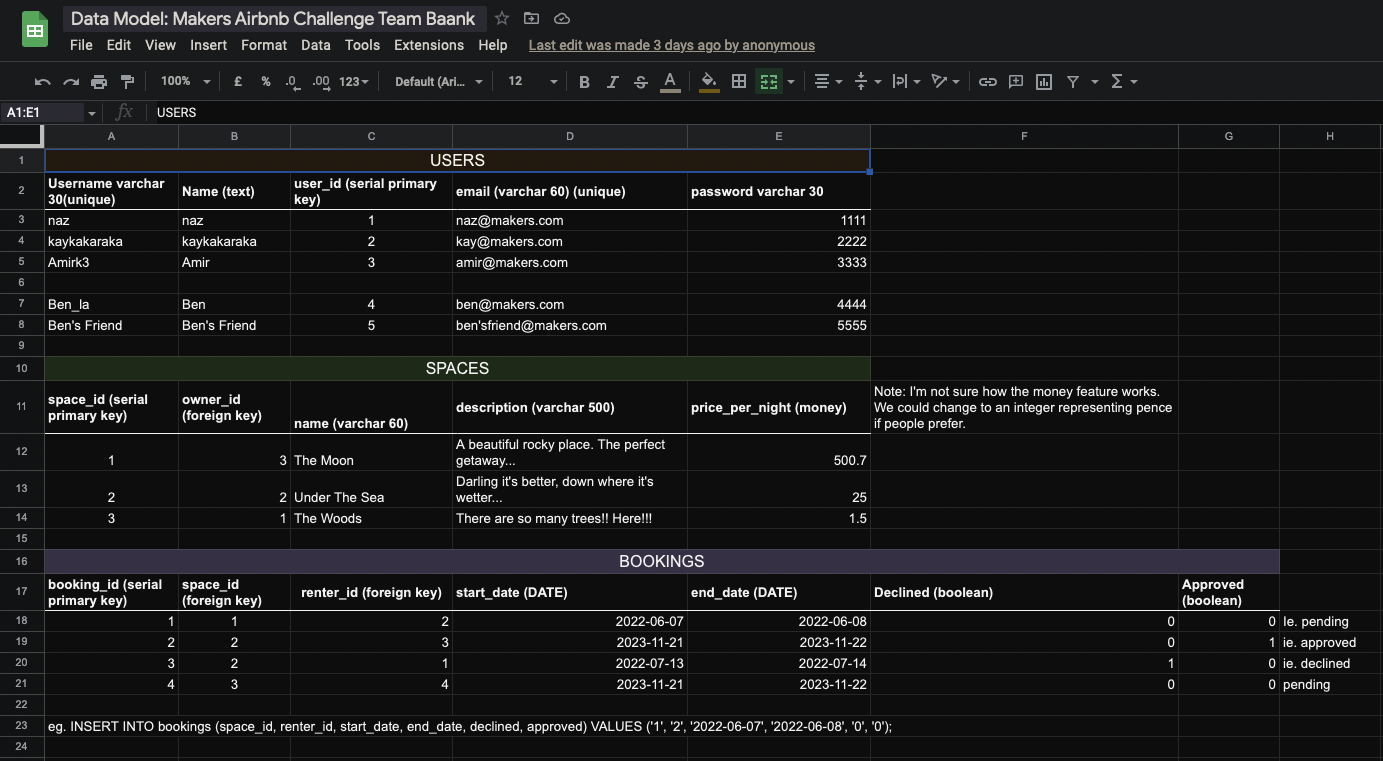 Data Model: Makers Airbnb Challenge Team Baank
File Edit View Insert Format Data Tools Extensions Help Last edit was made 3 days ago by anonymous
100% £ % .0 .00 123 Default (Ari... 12 B I S A
A1:E1 fx USERS
A B C D E F G H
1 USERS
2 Username varchar 30(unique) Name (text) user_id (serial primary key) email (varchar 60) (unique) password varchar 30
3 naz naz 1 naz@makers.com 1111
4 kaykakaraka kaykakaraka 2 kay@makers.com 2222
5 Amirk3 Amir 3 amir@makers.com 3333
6
7 Ben_la Ben 4 ben@makers.com 4444
8 Ben's Friend Ben's Friend 5 ben'sfriend@makers.com 5555
9
10 SPACES
11 space_id (serial primary key) owner_id (foreign key) name (varchar 60) description (varchar 500) price_per_night (money) Note: I'm not sure how the money feature works. We could change to an integer representing pence if people prefer.
12 1 3 The Moon A beautiful rocky place. The perfect getaway... 500.7
13 2 2 Under The Sea Darling it's better, down where it's wetter... 25
14 3 1 The Woods There are so many trees!! Here!!! 1.5
15
16 BOOKINGS
17 booking_id (serial primary key) space_id (foreign key) renter_id (foreign key) start_date (DATE) end_date (DATE) Declined (boolean) Approved (boolean)
18 1 1 2 2022-06-07 2022-06-08 0 0 Ie. pending
19 2 2 3 2023-11-21 2023-11-22 0 1 ie. approved
20 3 2 1 2022-07-13 2022-07-14 1 0 ie. declined
21 4 3 4 2023-11-21 2023-11-22 0 0 pending
22
23 eg. INSERT INTO bookings (space_id, renter_id, start_date, end_date, declined, approved) VALUES ('1', '2', '2022-06-07', '2022-06-08', '0', '0');
24